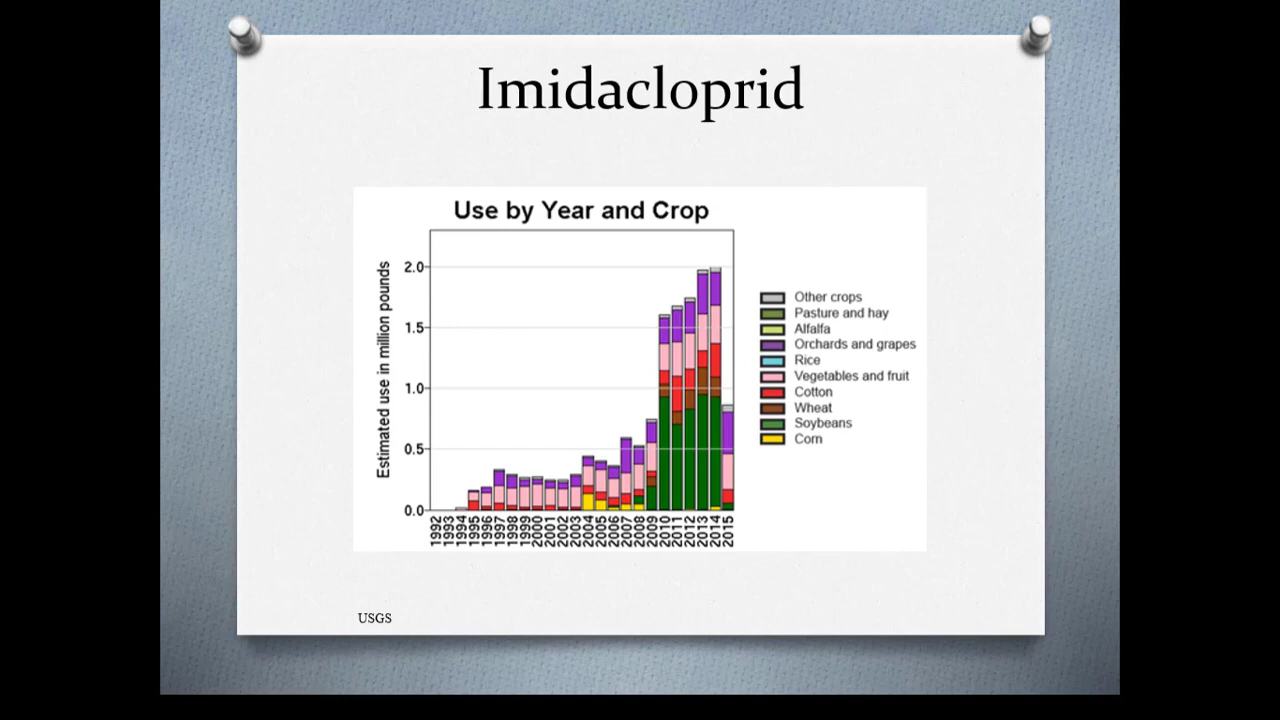 Imidacloprid
Use by Year and Crop
Estimated use in million pounds
2.0
1.5
1.0
0.5
0.0
1992
1993
1994
1995
1996
1997
1998
1999
2000
2001
2002
2003
2004
2005
2006
2007
2008
2009
2010
2011
2012
2013
2014
2015
Other crops
Pasture and hay
Alfalfa
Orchards and grapes
Rice
Vegetables and fruit
Cotton
Wheat
Soybeans
Corn
USGS